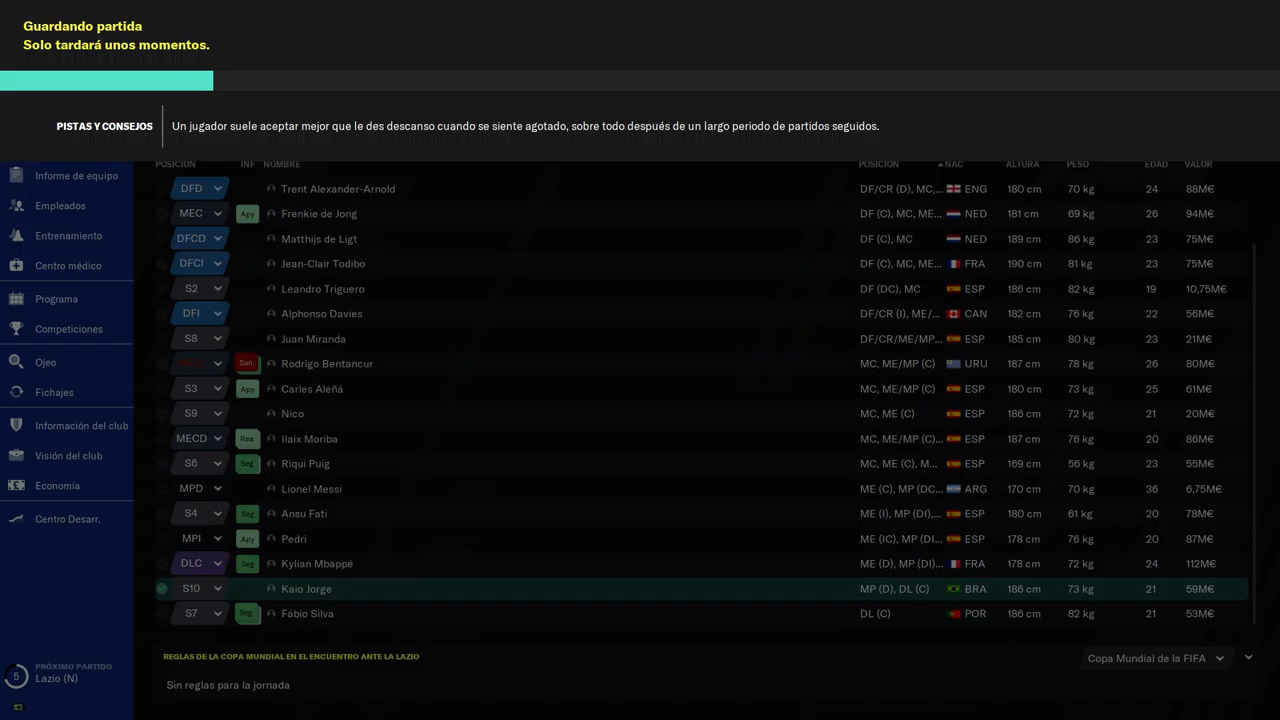 Guardando partida
Solo tardará unos momentos.
PISTAS Y CONSEJOS Un jugador suele aceptar mejor que le des descanso cuando se siente agotado, sobre todo después de un largo periodo de partidos seguidos.
POSICIÓN INF NOMBRE POSICIÓN NAC ALTURA PESO EDAD VALOR
Informe de equipo
Empleados
Entrenamiento
Centro médico
Programa
Competiciones
Ojeo
Fichajes
Información del club
Visión del club
Economía
Centro Desarr.
DFD Trent Alexander-Arnold DF/CR (D), MC,... ENG 180 cm 70 kg 24 88M€
MEC Apy Frenkie de Jong DF (C), MC, ME... NED 181 cm 69 kg 26 94M€
DFCD Matthijs de Ligt DF (C), MC NED 189 cm 86 kg 23 75M€
DFCI Jean-Clair Todibo DF (C), MC, ME... FRA 190 cm 81 kg 23 75M€
S2 Leandro Triguero DF (DC), MC ESP 186 cm 82 kg 19 10,75M€
DFI Alphonso Davies DF/CR (I), ME/... CAN 182 cm 76 kg 22 56M€
S8 Juan Miranda DF/CR/ME/MP... ESP 185 cm 80 kg 23 21M€
San Rodrigo Bentancur MC, ME/MP (C) URU 187 cm 78 kg 26 80M€
S3 Apy Carles Aleñá MC, ME/MP (C) ESP 180 cm 73 kg 25 61M€
S9 Nico MC, ME (C) ESP 186 cm 72 kg 21 20M€
MECD Rea Ilaix Moriba MC, ME/MP (C)... ESP 187 cm 76 kg 20 86M€
S6 Seg Riqui Puig MC, ME (C), M... ESP 169 cm 56 kg 23 55M€
MPD Lionel Messi ME (C), MP (DC... ARG 170 cm 70 kg 36 6,75M€
S4 Seg Ansu Fati ME (I), MP (DI),... ESP 180 cm 61 kg 20 78M€
MPI Apy Pedri ME (IC), MP (DI... ESP 178 cm 76 kg 20 87M€
DLC Seg Kylian Mbappé ME (D), MP (DI)... FRA 178 cm 72 kg 24 112M€
S10 Kaio Jorge MP (D), DL (C) BRA 186 cm 73 kg 21 59M€
S7 Seg Fábio Silva DL (C) POR 186 cm 82 kg 21 53M€
REGLAS DE LA COPA MUNDIAL EN EL ENCUENTRO ANTE LA LAZIO Copa Mundial de la FIFA
Sin reglas para la jornada
5 PRÓXIMO PARTIDO
Lazio (N)